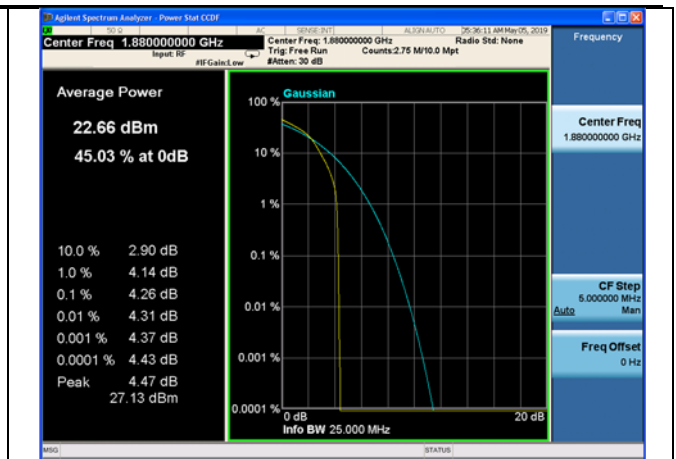 Agilent Spectrum Analyzer - Power Stat CCDF
50 Ω AC SENSE:INT ALIGN AUTO 05:36:11 AM May 05, 2019
Center Freq 1.880000000 GHz
Input: RF
#IFGain:Low
Center Freq: 1.880000000 GHz Radio Std: None
Trig: Free Run Counts:2.75 M/10.0 Mpt
#Atten: 30 dB
Frequency
Average Power
22.66 dBm
45.03 % at 0dB
10.0 % 2.90 dB
1.0 % 4.14 dB
0.1 % 4.26 dB
0.01 % 4.31 dB
0.001 % 4.37 dB
0.0001 % 4.43 dB
Peak 4.47 dB
27.13 dBm
Gaussian
100 %
10 %
1 %
0.1 %
0.01 %
0.001 %
0.0001 %
0 dB 20 dB
Info BW 25.000 MHz
Center Freq
1.880000000 GHz
CF Step
5.000000 MHz
Auto Man
Freq Offset
0 Hz
MSG STATUS